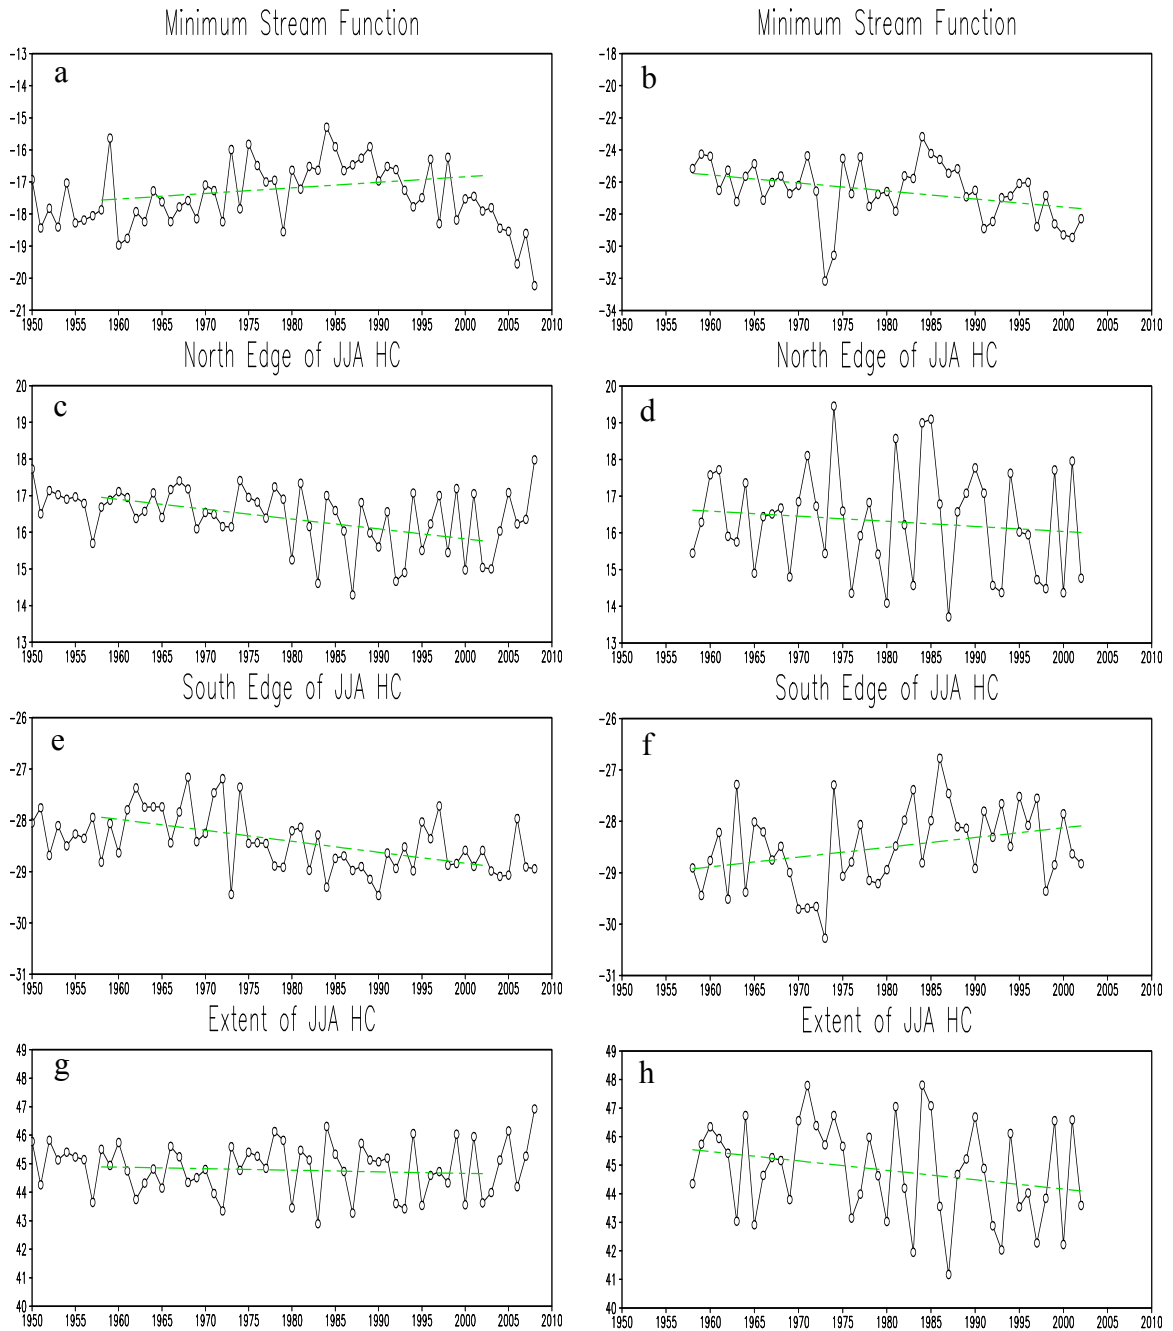 Minimum Stream Function
Minimum Stream Function
a
-13
-14
-15
-16
-17
-18
-19
-20
-21
1950 1955 1960 1965 1970 1975 1980 1985 1990 1995 2000 2005 2010
b
-18
-20
-22
-24
-26
-28
-30
-32
-34
1950 1955 1960 1965 1970 1975 1980 1985 1990 1995 2000 2005 2010
North Edge of JJA HC
North Edge of JJA HC
c
20
19
18
17
16
15
14
13
1950 1955 1960 1965 1970 1975 1980 1985 1990 1995 2000 2005 2010
d
20
19
18
17
16
15
14
13
1950 1955 1960 1965 1970 1975 1980 1985 1990 1995 2000 2005 2010
South Edge of JJA HC
South Edge of JJA HC
e
-26
-27
-28
-29
-30
-31
1950 1955 1960 1965 1970 1975 1980 1985 1990 1995 2000 2005 2010
f
-26
-27
-28
-29
-30
-31
1950 1955 1960 1965 1970 1975 1980 1985 1990 1995 2000 2005 2010
Extent of JJA HC
Extent of JJA HC
g
49
48
47
46
45
44
43
42
41
40
1950 1955 1960 1965 1970 1975 1980 1985 1990 1995 2000 2005 2010
h
49
48
47
46
45
44
43
42
41
40
1950 1955 1960 1965 1970 1975 1980 1985 1990 1995 2000 2005 2010